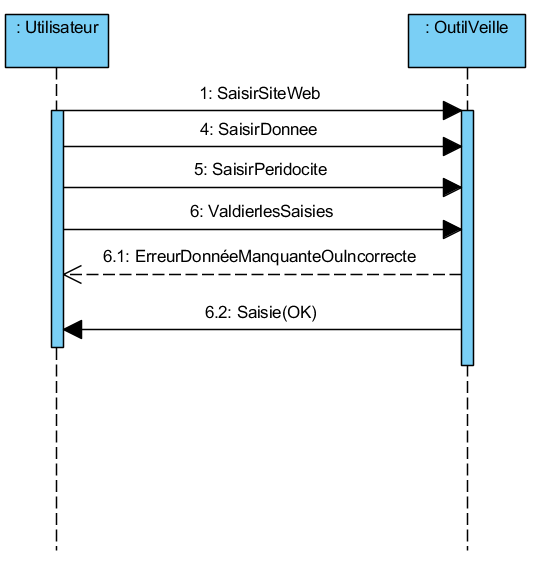 : Utilisateur
: OutilVeille
1: SaisirSiteWeb
4: SaisirDonnee
5: SaisirPeridocite
6: ValdierlesSaisies
6.1: ErreurDonnéeManquanteOuIncorrecte
6.2: Saisie(OK)